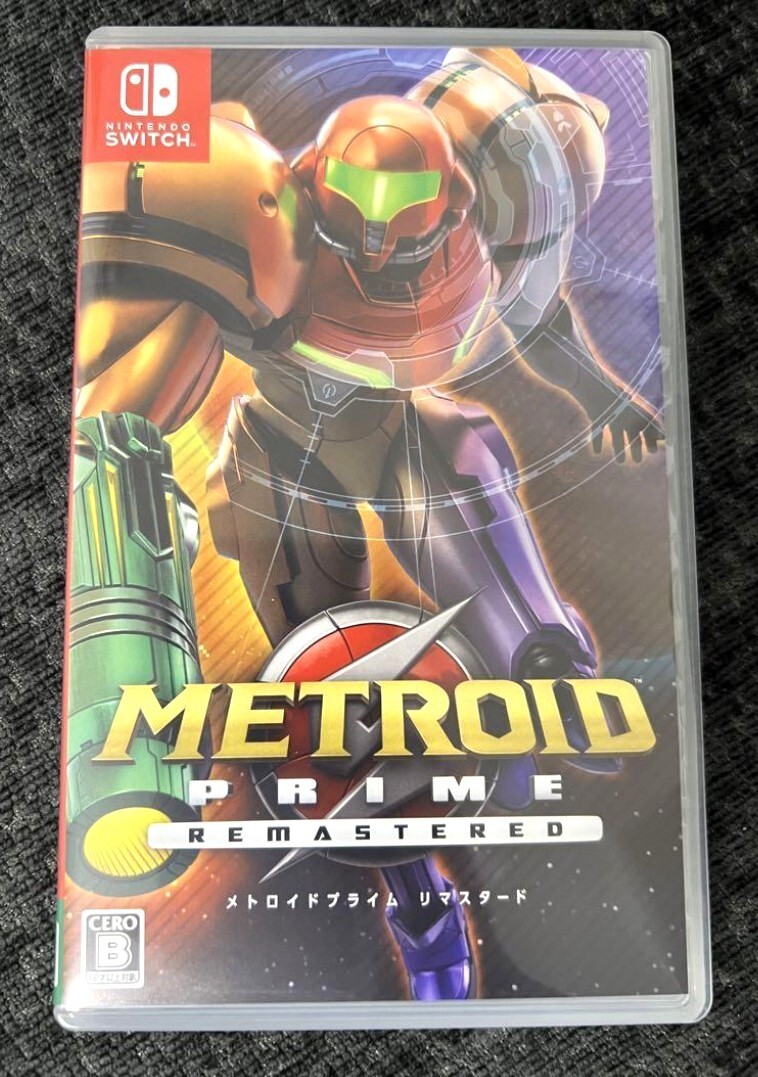 NINTENDO
SWITCH
METROID
PRIME
REMASTERED
メトロイドプライム リマスタード
CERO
B